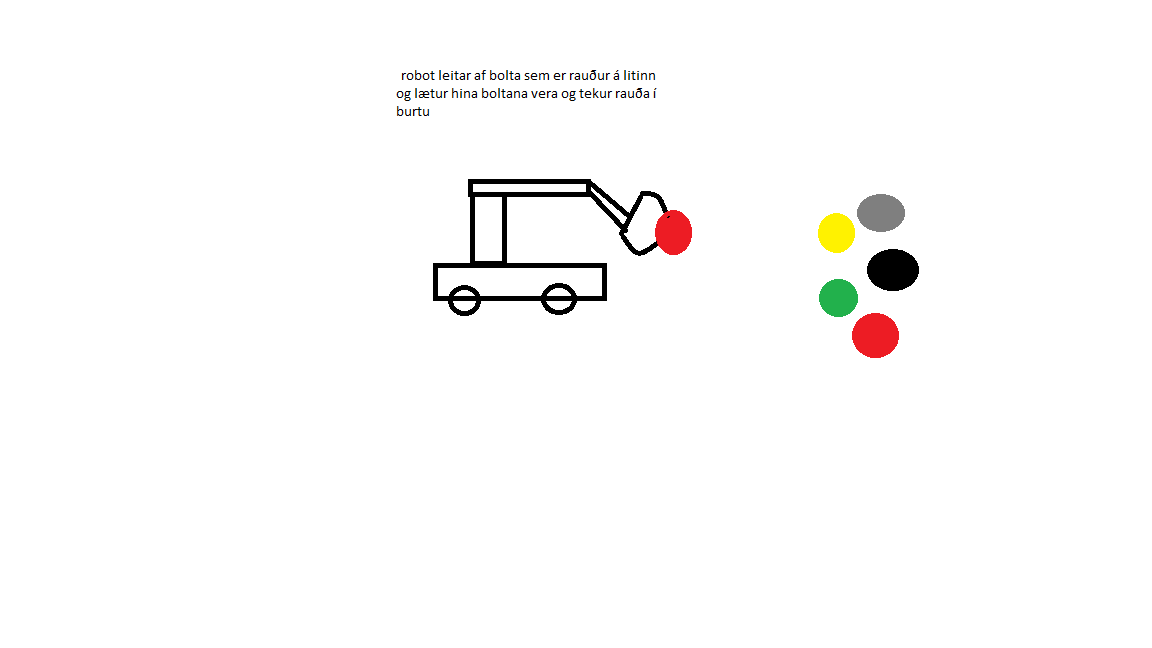 robot leitar af bolta sem er rauður á litinn
og lætur hina boltana vera og tekur rauða í
burtu